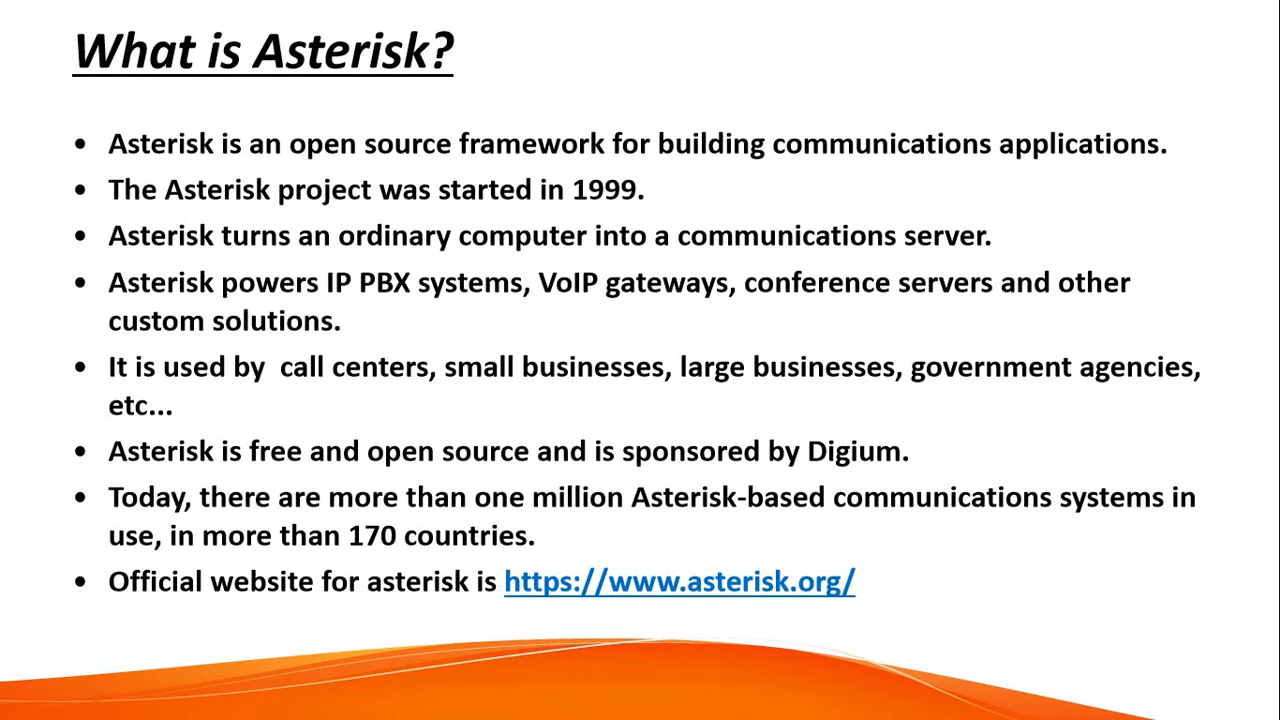 What is Asterisk?
• Asterisk is an open source framework for building communications applications.
• The Asterisk project was started in 1999.
• Asterisk turns an ordinary computer into a communications server.
• Asterisk powers IP PBX systems, VoIP gateways, conference servers and other
custom solutions.
• It is used by  call centers, small businesses, large businesses, government agencies,
etc...
• Asterisk is free and open source and is sponsored by Digium.
• Today, there are more than one million Asterisk-based communications systems in
use, in more than 170 countries.
• Official website for asterisk is https://www.asterisk.org/